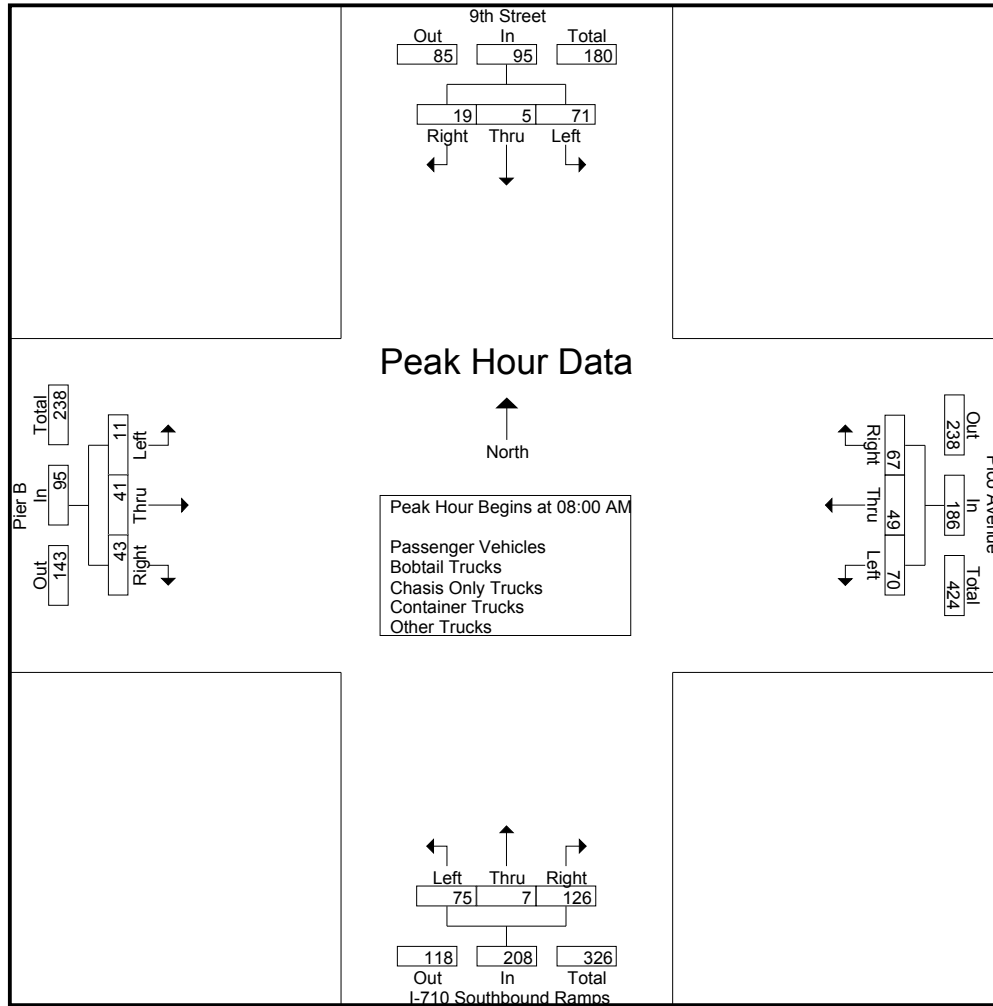 9th Street
Out In Total
85 95 180
19 5 71
Right Thru Left
Peak Hour Data
North
Peak Hour Begins at 08:00 AM
Passenger Vehicles
Bobtail Trucks
Chasis Only Trucks
Container Trucks
Other Trucks
Pier B
Out In Total
143 95 238
Left Thru Right
11 41 43
Avenue
Out In Total
238 186 424
Right Thru Left
67 49 70
Left Thru Right
75 7 126
118 208 326
Out In Total
I-710 Southbound Ramps